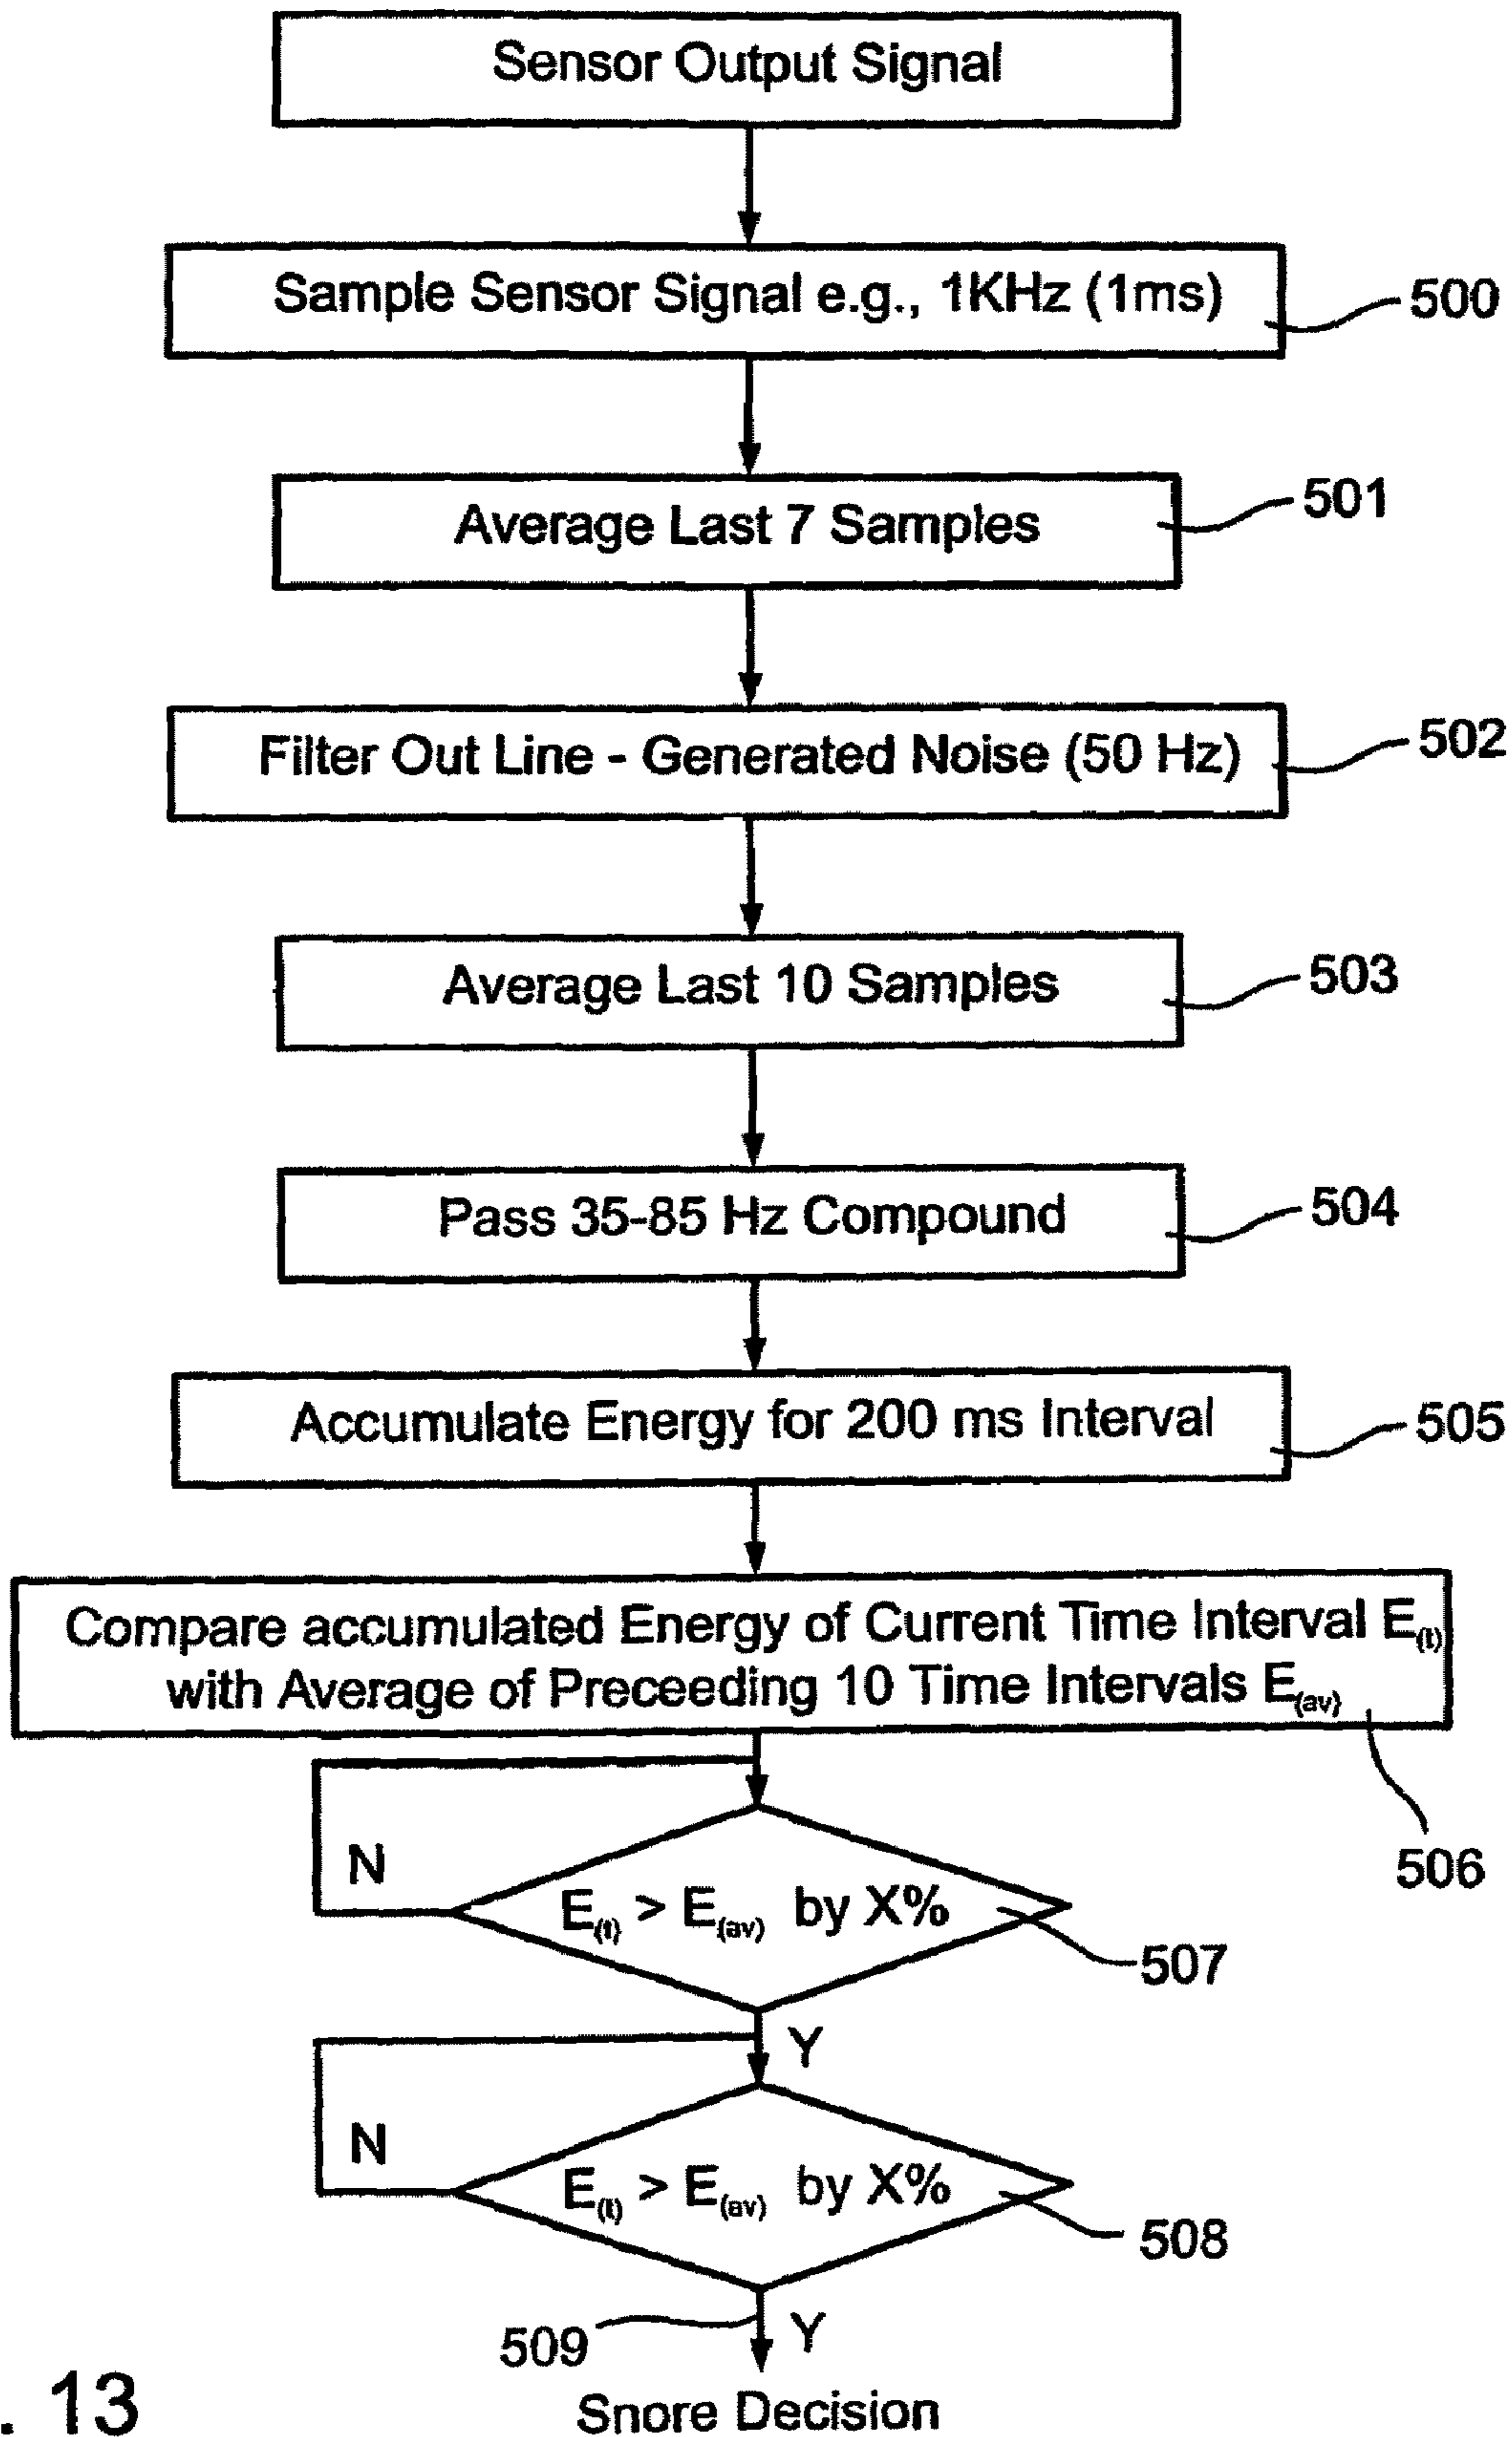 Sensor Output Signal
Sample Sensor Signal e.g., 1KHz (1ms)
500
Average Last 7 Samples
501
Filter Out Line - Generated Noise (50 Hz)
502
Average Last 10 Samples
503
Pass 35-85 Hz Compound
504
Accumulate Energy for 200 ms Interval
505
Compare accumulated Energy of Current Time Interval E(t)
with Average of Preceeding 10 Time Intervals E(av)
506
N
E(t) > E(av) by X%
507
Y
N
E(t) > E(av) by X%
508
509
Y
Snore Decision
. 13